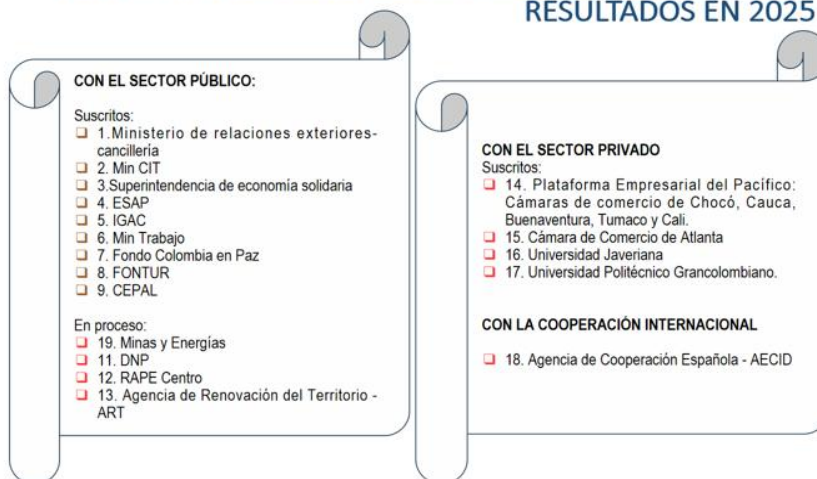 RESULTADOS EN 2025
CON EL SECTOR PÚBLICO:
Suscritos:
1.Ministerio de relaciones exteriores-
cancillería
2. Min CIT
3.Superintendencia de economía solidaria
4. ESAP
5. IGAC
6. Min Trabajo
7. Fondo Colombia en Paz
8. FONTUR
9. CEPAL
En proceso:
19. Minas y Energías
11. DNP
12. RAPE Centro
13. Agencia de Renovación del Territorio -
ART
CON EL SECTOR PRIVADO
Suscritos:
14. Plataforma Empresarial del Pacífico:
Cámaras de comercio de Chocó, Cauca,
Buenaventura, Tumaco y Cali.
15. Cámara de Comercio de Atlanta
16. Universidad Javeriana
17. Universidad Politécnico Grancolombiano.
CON LA COOPERACIÓN INTERNACIONAL
18. Agencia de Cooperación Española - AECID